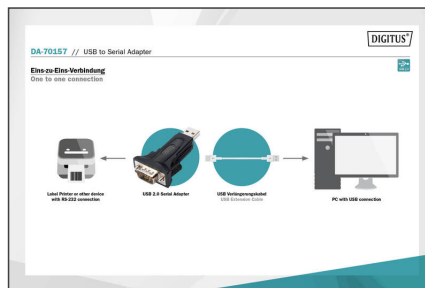 DIGITUS®
DA-70157 // USB to Serial Adapter
Eins-zu-Eins-Verbindung
One to one connection
Label Printer or other device
with RS-232 connection
USB 2.0 Serial Adapter
USB Verlängerungskabel
USB Extension Cable
PC with USB connection